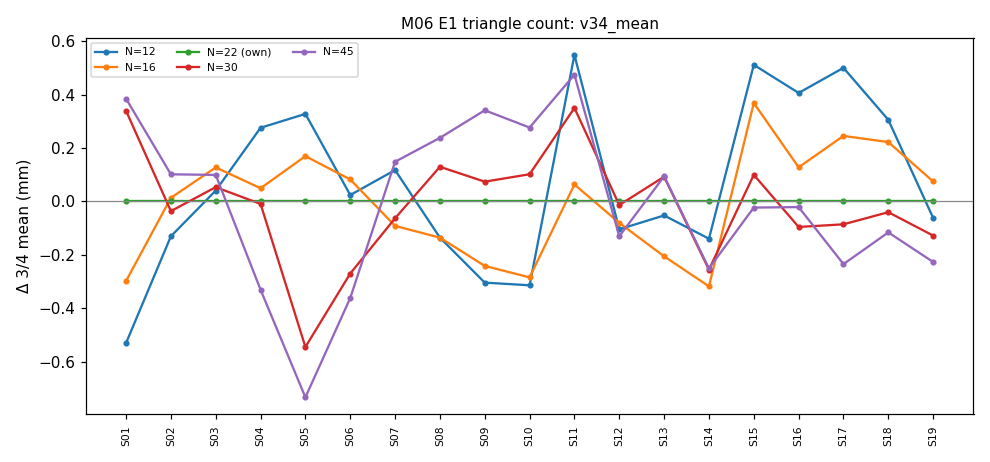 M06 E1 triangle count: v34_mean
N=12
N=16
N=22 (own)
N=30
N=45
Δ 3/4 mean (mm)
0.6
0.4
0.2
0.0
−0.2
−0.4
−0.6
S01
S02
S03
S04
S05
S06
S07
S08
S09
S10
S11
S12
S13
S14
S15
S16
S17
S18
S19